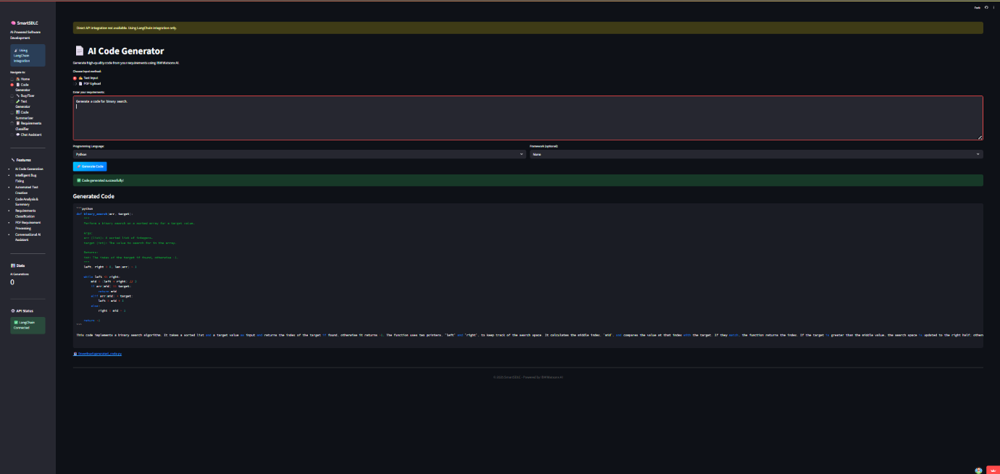 Fork
🧠 SmartSDLC
AI-Powered Software
Development
🔗 Using
LangChain
Integration
Navigate to:
🏠 Home
📄 Code
Generator
🔧 Bug Fixer
🧪 Test
Generator
📊 Code
Summarizer
📋 Requirements
Classifier
💬 Chat Assistant
🔧 Features
• AI Code Generation
• Intelligent Bug
Fixing
• Automated Test
Creation
• Code Analysis &
Summary
• Requirements
Classification
• PDF Requirement
Processing
• Conversational AI
Assistant
📊 Stats
AI Generations
0
⚙️ API Status
✅ LangChain
Connected
Direct API integration not available. Using LangChain integration only.
📄 AI Code Generator
Generate high-quality code from your requirements using IBM Watsonx AI.
Choose input method:
✍️ Text Input
📄 PDF Upload
Enter your requirements:
Generate a code for binary search.
Programming Language:
Framework (optional):
Python
None
🚀 Generate Code
✅ Code generated successfully!
Generated Code
```python
def binary_search(arr, target):
"""
Perform a binary search on a sorted array for a target value.
Args:
arr (list): A sorted list of integers.
target (int): The value to search for in the array.
Returns:
int: The index of the target if found, otherwise -1.
"""
left, right = 0, len(arr) - 1
while left <= right:
mid = (left + right) // 2
if arr[mid] == target:
return mid
elif arr[mid] < target:
left = mid + 1
else:
right = mid - 1
return -1
```
This code implements a binary search algorithm. It takes a sorted list and a target value as input and returns the index of the target if found, otherwise it returns -1. The function uses two pointers, 'left' and 'right', to keep track of the search space. It calculates the middle index, 'mid', and compares the value at that index with the target. If they match, the function returns the index. If the target is greater than the middle value, the search space is updated to the right half; other
Download generated_code.py
SmartSDLC - Powered by IBM Watsonx AI